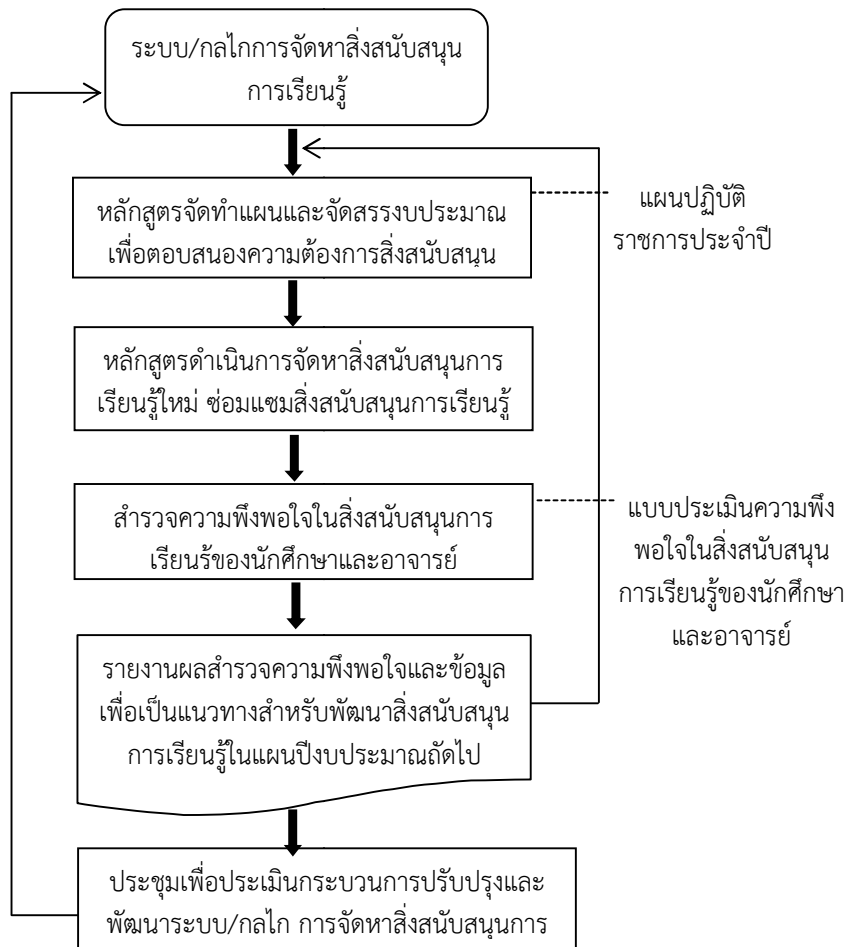 ระบบ/กลไกการจัดหาสิ่งสนับสนุน
การเรียนรู้
หลักสูตรจัดทำแผนและจัดสรรงบประมาณ
เพื่อตอบสนองความต้องการสิ่งสนับสนุน
แผนปฏิบัติ
ราชการประจำปี
หลักสูตรดำเนินการจัดหาสิ่งสนับสนุนการ
เรียนรู้ใหม่ ซ่อมแซมสิ่งสนับสนุนการเรียนรู้
สำรวจความพึงพอใจในสิ่งสนับสนุนการ
เรียนรู้ของนักศึกษาและอาจารย์
แบบประเมินความพึง
พอใจในสิ่งสนับสนุน
การเรียนรู้ของนักศึกษา
และอาจารย์
รายงานผลสำรวจความพึงพอใจและข้อมูล
เพื่อเป็นแนวทางสำหรับพัฒนาสิ่งสนับสนุน
การเรียนรู้ในแผนปีงบประมาณถัดไป
ประชุมเพื่อประเมินกระบวนการปรับปรุงและ
พัฒนาระบบ/กลไก การจัดหาสิ่งสนับสนุนการ